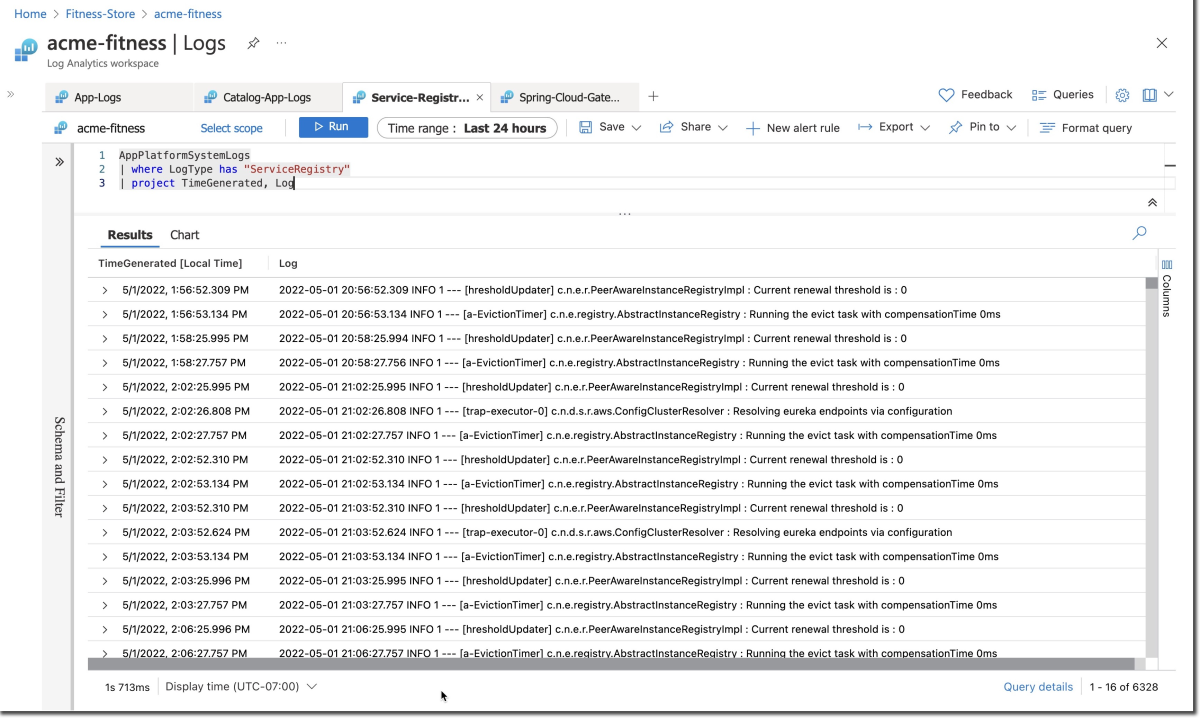 Home > Fitness-Store > acme-fitness
acme-fitness | Logs ...
Log Analytics workspace
App-Logs Catalog-App-Logs Service-Registr... × Spring-Cloud-Gate... + Feedback Queries
acme-fitness Select scope Run Time range : Last 24 hours Save Share New alert rule Export Pin to Format query
1 AppPlatformSystemLogs
2 | where LogType has "ServiceRegistry"
3 | project TimeGenerated, Log
...
Results Chart
TimeGenerated [Local Time] Log
5/1/2022, 1:56:52.309 PM 2022-05-01 20:56:52.309 INFO 1 --- [hresholdUpdater] c.n.e.r.PeerAwareInstanceRegistryImpl : Current renewal threshold is : 0
5/1/2022, 1:56:53.134 PM 2022-05-01 20:56:53.134 INFO 1 --- [a-EvictionTimer] c.n.e.registry.AbstractInstanceRegistry : Running the evict task with compensationTime 0ms
5/1/2022, 1:58:25.995 PM 2022-05-01 20:58:25.994 INFO 1 --- [hresholdUpdater] c.n.e.r.PeerAwareInstanceRegistryImpl : Current renewal threshold is : 0
5/1/2022, 1:58:27.757 PM 2022-05-01 20:58:27.756 INFO 1 --- [a-EvictionTimer] c.n.e.registry.AbstractInstanceRegistry : Running the evict task with compensationTime 0ms
5/1/2022, 2:02:25.995 PM 2022-05-01 21:02:25.995 INFO 1 --- [hresholdUpdater] c.n.e.r.PeerAwareInstanceRegistryImpl : Current renewal threshold is : 0
5/1/2022, 2:02:26.808 PM 2022-05-01 21:02:26.808 INFO 1 --- [trap-executor-0] c.n.d.s.r.aws.ConfigClusterResolver : Resolving eureka endpoints via configuration
5/1/2022, 2:02:27.757 PM 2022-05-01 21:02:27.757 INFO 1 --- [a-EvictionTimer] c.n.e.registry.AbstractInstanceRegistry : Running the evict task with compensationTime 0ms
5/1/2022, 2:02:52.310 PM 2022-05-01 21:02:52.310 INFO 1 --- [hresholdUpdater] c.n.e.r.PeerAwareInstanceRegistryImpl : Current renewal threshold is : 0
5/1/2022, 2:02:53.134 PM 2022-05-01 21:02:53.134 INFO 1 --- [a-EvictionTimer] c.n.e.registry.AbstractInstanceRegistry : Running the evict task with compensationTime 0ms
5/1/2022, 2:03:52.310 PM 2022-05-01 21:03:52.310 INFO 1 --- [hresholdUpdater] c.n.e.r.PeerAwareInstanceRegistryImpl : Current renewal threshold is : 0
5/1/2022, 2:03:52.624 PM 2022-05-01 21:03:52.624 INFO 1 --- [trap-executor-0] c.n.d.s.r.aws.ConfigClusterResolver : Resolving eureka endpoints via configuration
5/1/2022, 2:03:53.134 PM 2022-05-01 21:03:53.134 INFO 1 --- [a-EvictionTimer] c.n.e.registry.AbstractInstanceRegistry : Running the evict task with compensationTime 0ms
5/1/2022, 2:03:25.996 PM 2022-05-01 21:03:25.995 INFO 1 --- [hresholdUpdater] c.n.e.r.PeerAwareInstanceRegistryImpl : Current renewal threshold is : 0
5/1/2022, 2:03:27.757 PM 2022-05-01 21:03:27.757 INFO 1 --- [a-EvictionTimer] c.n.e.registry.AbstractInstanceRegistry : Running the evict task with compensationTime 0ms
5/1/2022, 2:06:25.996 PM 2022-05-01 21:06:25.995 INFO 1 --- [hresholdUpdater] c.n.e.r.PeerAwareInstanceRegistryImpl : Current renewal threshold is : 0
5/1/2022, 2:06:27.757 PM 2022-05-01 21:06:27.757 INFO 1 --- [a-EvictionTimer] c.n.e.registry.AbstractInstanceRegistry : Running the evict task with compensationTime 0ms
Columns
Schema and Filter
1s 713ms Display time (UTC-07:00) Query details 1 - 16 of 6328